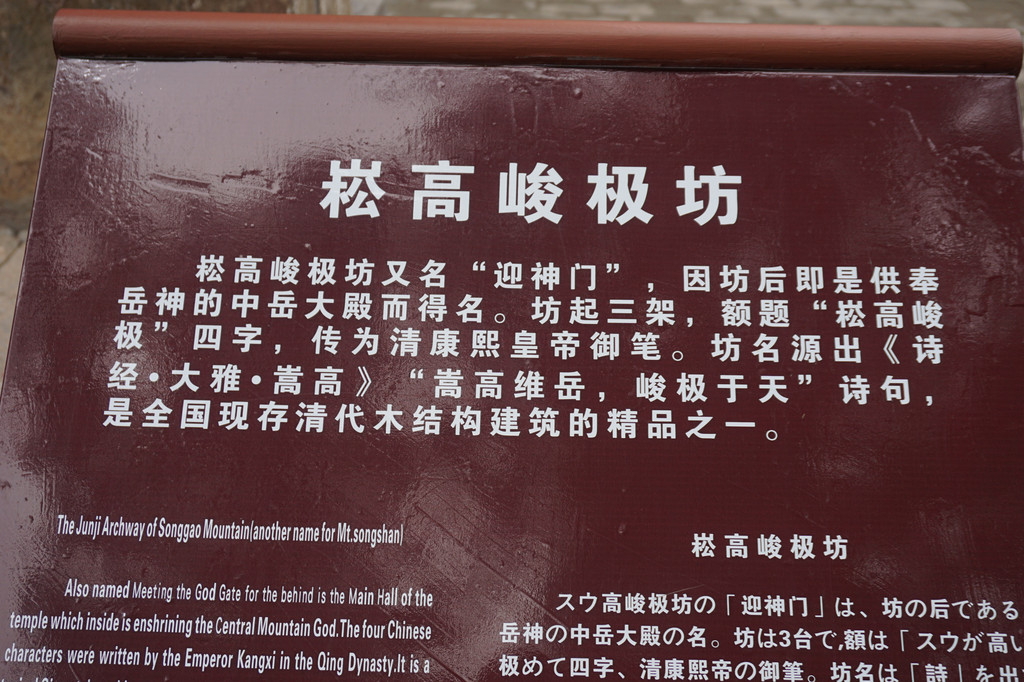 崧高峻极坊
崧高峻极坊又名“迎神门”，因坊后即是供奉
岳神的中岳大殿而得名。坊起三架，额题“崧高峻
极”四字，传为清康熙皇帝御笔。坊名源出《诗
经·大雅·嵩高》“嵩高维岳，峻极于天”诗句，
是全国现存清代木结构建筑的精品之一。
The Junji Archway of Songgao Mountain(another name for Mt.songshan)
Also named Meeting the God Gate for the behind is the Main Hall of the
temple which inside is enshrining the Central Mountain God.The four Chinese
characters were written by the Emperor Kangxi in the Qing Dynasty.It is a
崧高峻极坊
スウ高峻极坊の「迎神门」は、坊の后である
岳神の中岳大殿の名。坊は3台で,額は「スウが高い
極めて四字、清康熙帝の御筆。坊名は「詩」を出